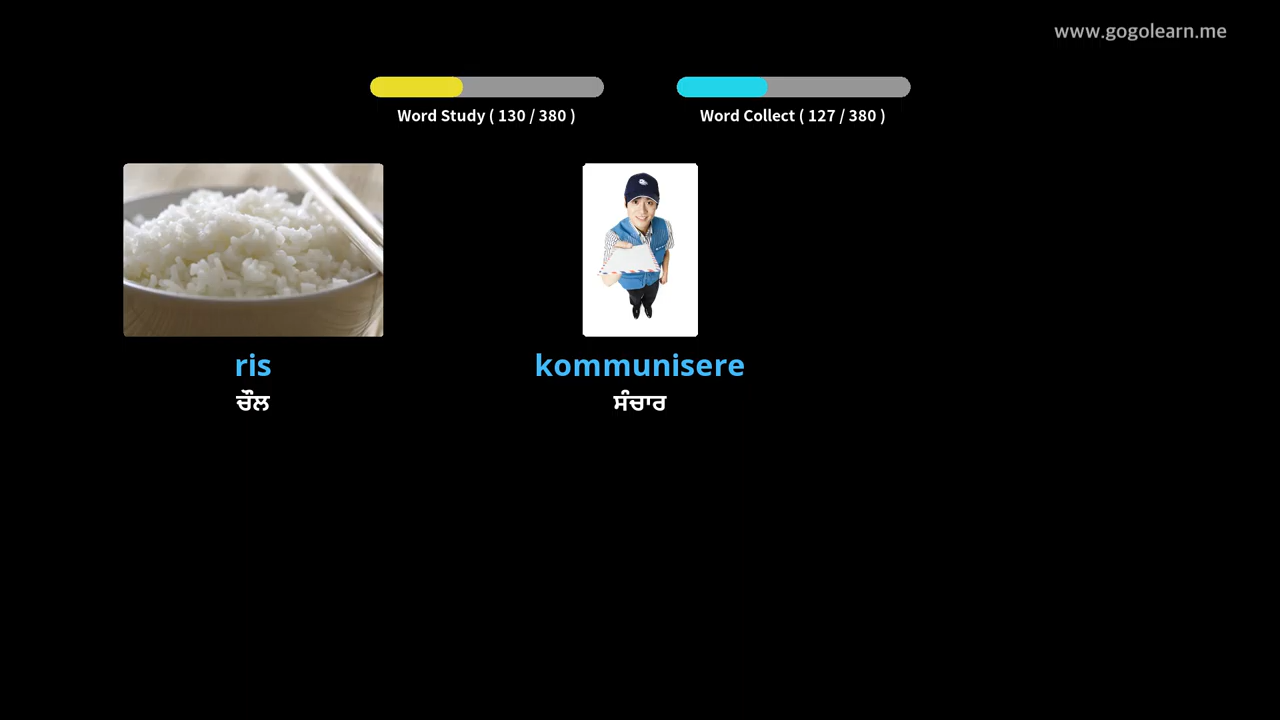 www.gogolearn.me
Word Study ( 130 / 380 )
Word Collect ( 127 / 380 )
ris
ਚੌਲ
kommunisere
ਸੰਚਾਰ